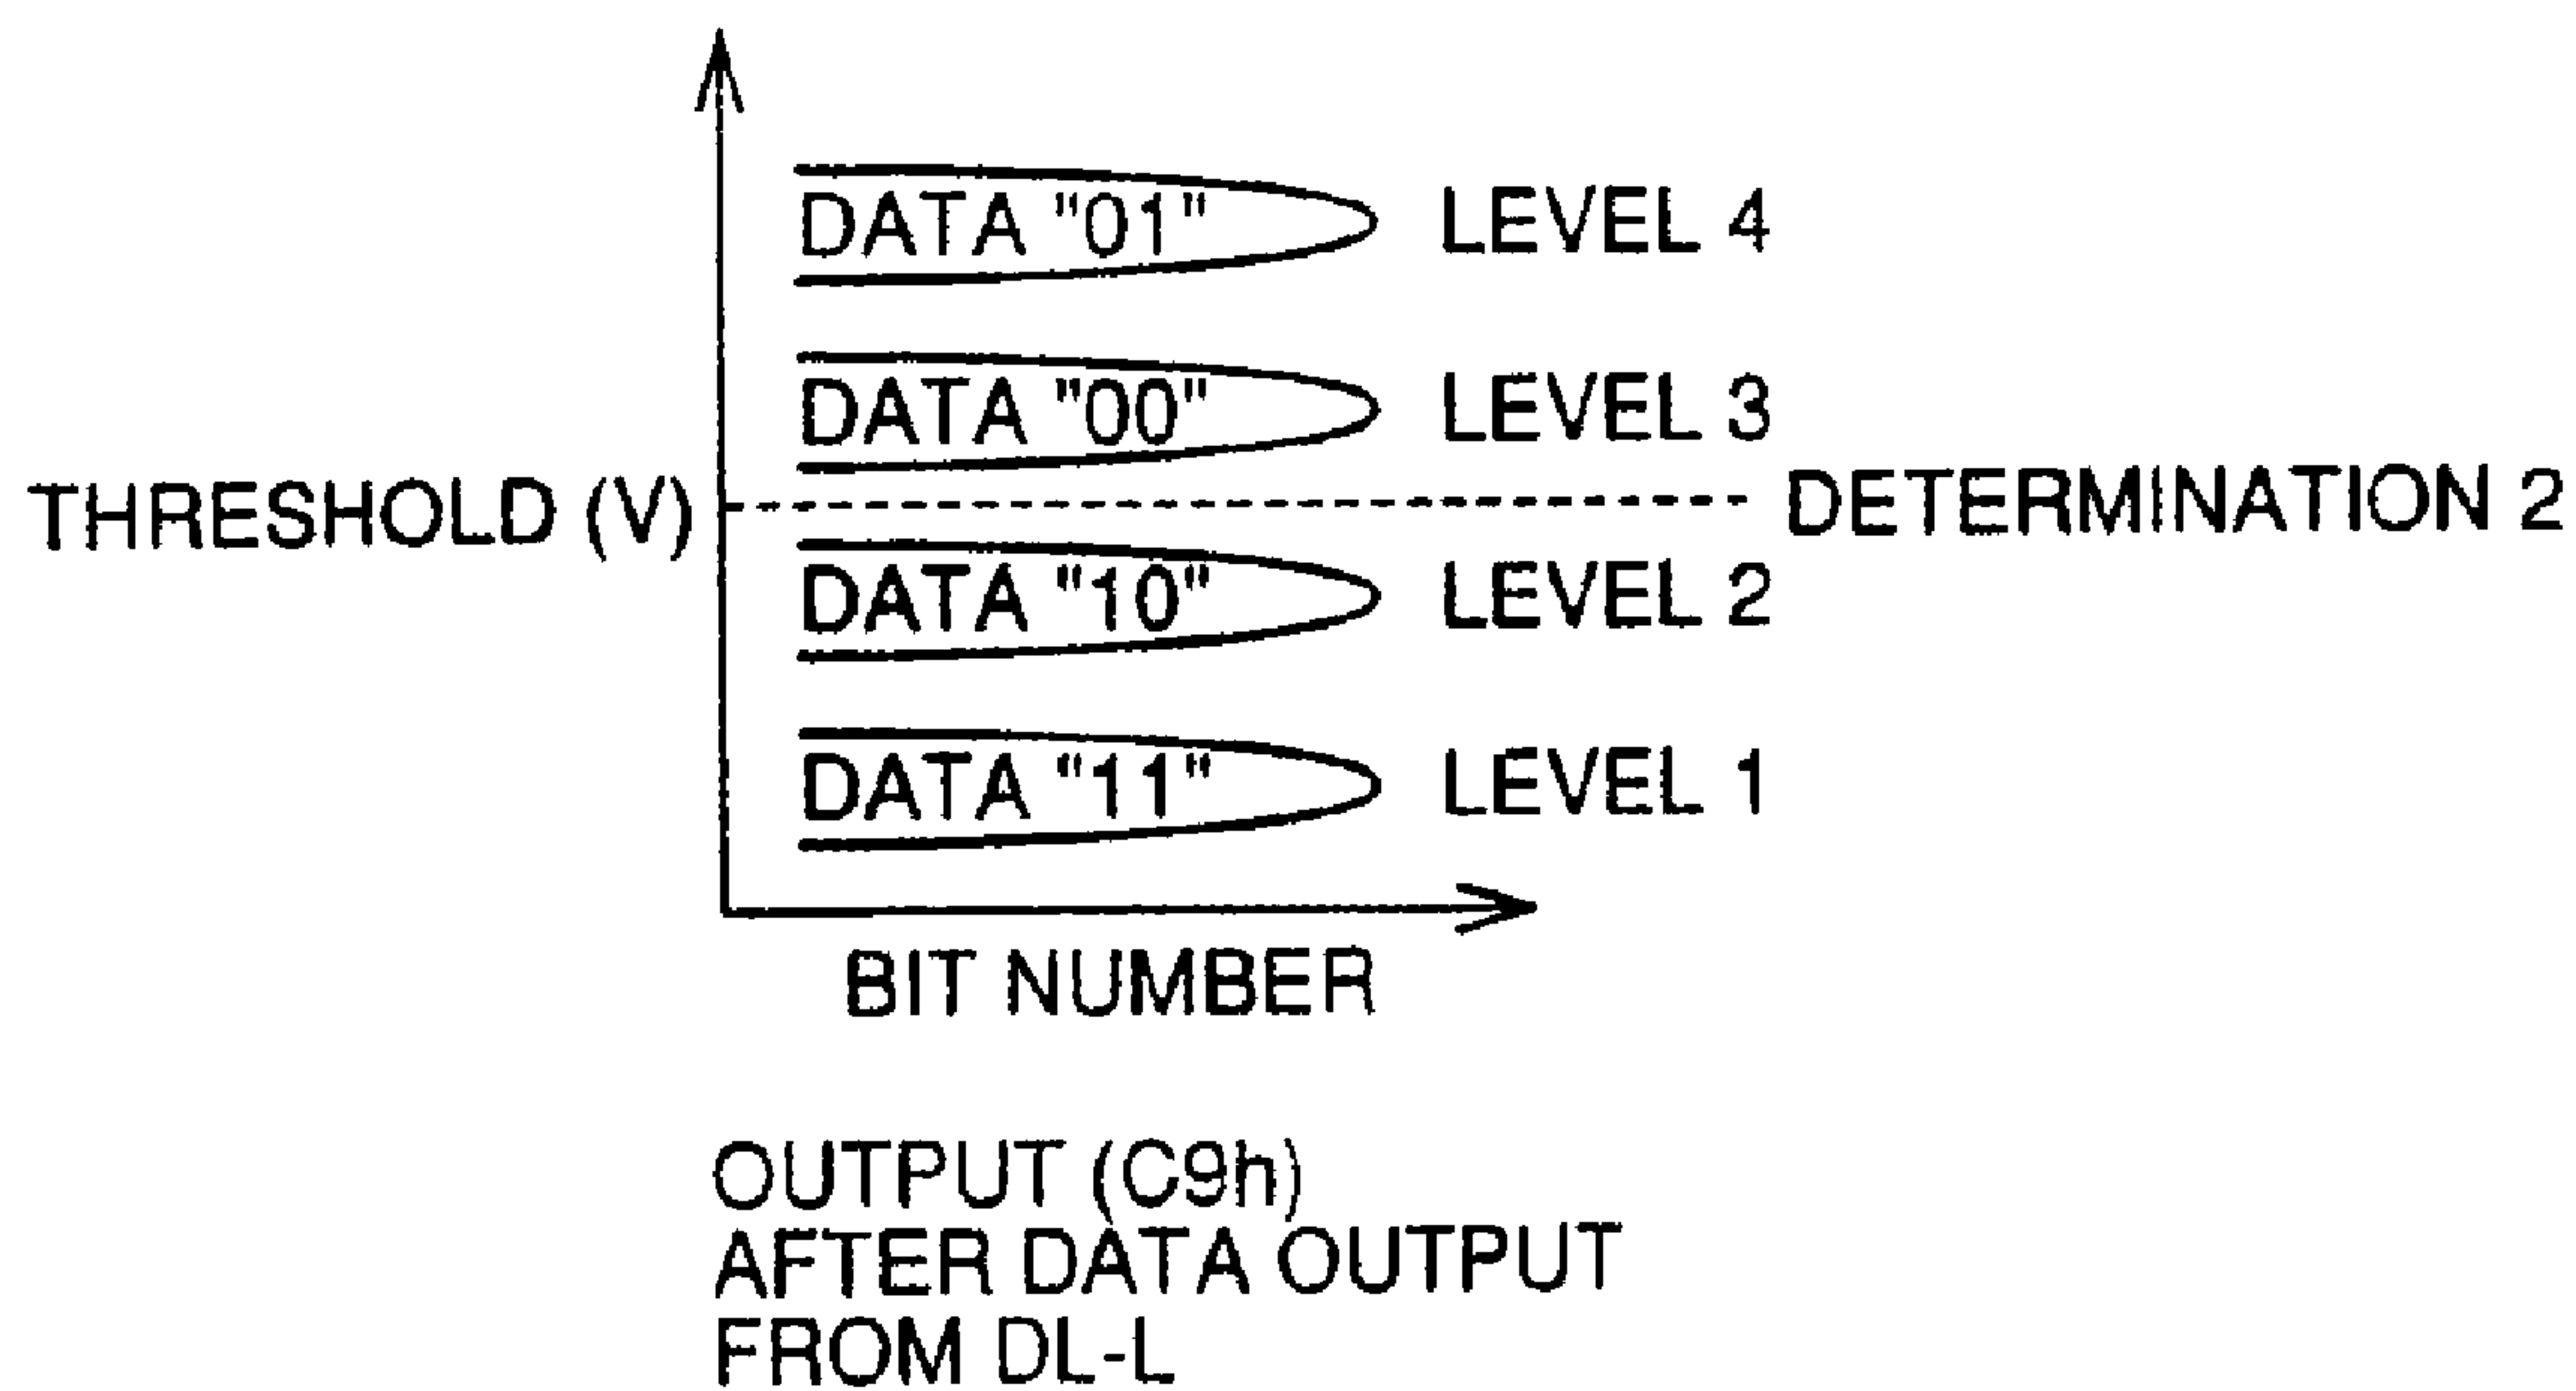 DATA "01" LEVEL 4
DATA "00" LEVEL 3
THRESHOLD (V) DETERMINATION 2
DATA "10" LEVEL 2
DATA "11" LEVEL 1
BIT NUMBER
OUTPUT (C9h)
AFTER DATA OUTPUT
FROM DL-L